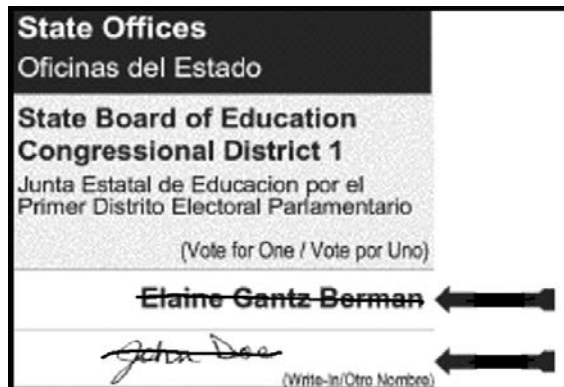 State Offices
Oficinas del Estado
State Board of Education
Congressional District 1
Junta Estatal de Educacion por el
Primer Distrito Electoral Parlamentario
(Vote for One / Vote por Uno)
Elaine Gantz Berman
John Doe
(Write-In/Otro Nombre)